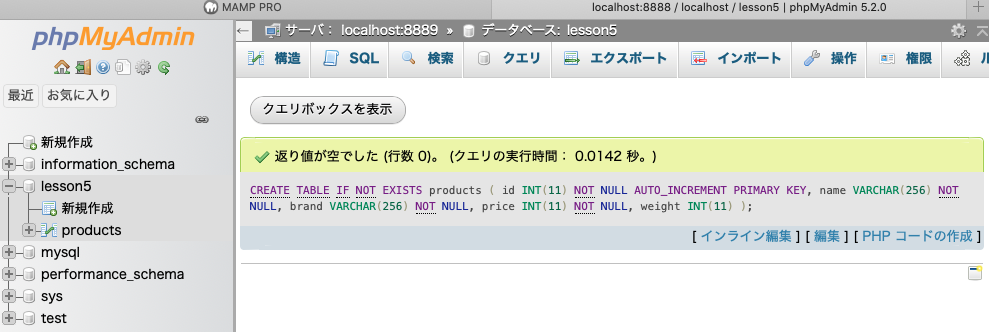 MAMP PRO
localhost:8888 / localhost / lesson5 | phpMyAdmin 5.2.0
phpMyAdmin
最近 お気に入り
新規作成
information_schema
lesson5
新規作成
products
mysql
performance_schema
sys
test
サーバ： localhost:8889 » データベース: lesson5
構造 SQL 検索 クエリ エクスポート インポート 操作 権限
クエリボックスを表示
返り値が空でした (行数 0)。 (クエリの実行時間： 0.0142 秒。)
CREATE TABLE IF NOT EXISTS products ( id INT(11) NOT NULL AUTO_INCREMENT PRIMARY KEY, name VARCHAR(256) NOT
NULL, brand VARCHAR(256) NOT NULL, price INT(11) NOT NULL, weight INT(11) );
[ インライン編集 ] [ 編集 ] [ PHP コードの作成 ]